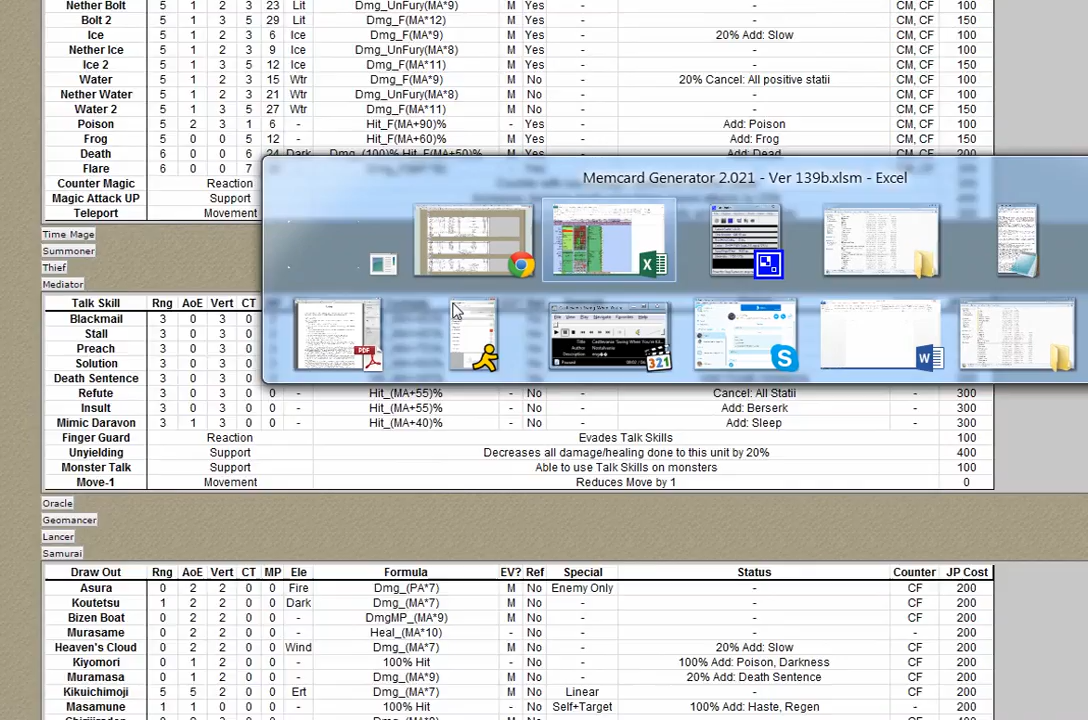 Nether Bolt 5 1 2 3 23 Lit Dmg_UnFury(MA*9) M Yes - - CM, CF 100
Bolt 2 5 1 3 5 29 Lit Dmg_F(MA*12) M Yes - - CM, CF 150
Ice 5 1 2 3 6 Ice Dmg_F(MA*9) M Yes - 20% Add: Slow CM, CF 100
Nether Ice 5 1 2 3 9 Ice Dmg_UnFury(MA*8) M Yes - - CM, CF 100
Ice 2 5 1 3 5 12 Ice Dmg_F(MA*11) M Yes - - CM, CF 150
Water 5 1 2 3 15 Wtr Dmg_F(MA*9) M No - 20% Cancel: All positive statii CM, CF 100
Nether Water 5 1 2 3 21 Wtr Dmg_UnFury(MA*8) M No - - CM, CF 100
Water 2 5 1 3 5 27 Wtr Dmg_F(MA*11) M No - - CM, CF 150
Poison 5 2 3 1 6 - Hit_F(MA+90)% - Yes - Add: Poison CM, CF 100
Frog 5 0 0 5 12 - Hit_F(MA+60)% M Yes - Add: Frog CM, CF 150
Death 6 0 0 6 24 Dark Dmg_(100)% Hit_F(MA+50)% M Yes - Add: Dead CM, CF 200
Flare 6 0 0 7
Counter Magic Reaction
Magic Attack UP Support
Teleport Movement
Memcard Generator 2.021 - Ver 139b.xlsm - Excel
Time Mage
Summoner
Thief
Mediator
Talk Skill Rng AoE Vert CT
Blackmail 3 0 3 0
Stall 3 0 3 0
Preach 3 0 3 0
Solution 3 0 3 0
Death Sentence 3 0 3 0
Refute 3 0 3 0 0 - Hit_(MA+55)% - No - Cancel: All Statii - 300
Insult 3 0 3 0 0 - Hit_(MA+55)% - No - Add: Berserk - 300
Mimic Daravon 3 1 3 0 0 - Hit_(MA+40)% - No - Add: Sleep - 300
Finger Guard Reaction Evades Talk Skills 100
Unyielding Support Decreases all damage/healing done to this unit by 20% 400
Monster Talk Support Able to use Talk Skills on monsters 100
Move-1 Movement Reduces Move by 1 0
Oracle
Geomancer
Lancer
Samurai
Draw Out Rng AoE Vert CT MP Ele Formula EV? Ref Special Status Counter JP Cost
Asura 0 2 2 0 0 Fire Dmg_(PA*7) M No Enemy Only - CF 200
Koutetsu 1 2 2 0 0 Dark Dmg_(MA*7) M No - - CF 200
Bizen Boat 0 2 2 0 0 - DmgMP_(MA*9) M No - - CF 200
Murasame 0 2 2 0 0 - Heal_(MA*10) - No - - - 200
Heaven's Cloud 0 2 2 0 0 Wind Dmg_(MA*7) M No - 20% Add: Slow CF 200
Kiyomori 0 1 2 0 0 - 100% Hit - No - 100% Add: Poison, Darkness CF 200
Muramasa 0 1 2 0 0 - Dmg_(MA*9) M No - 20% Add: Death Sentence CF 200
Kikuichimoji 5 5 2 0 0 Ert Dmg_(MA*7) M No Linear - CF 200
Masamune 1 1 0 0 0 - 100% Hit - No Self+Target 100% Add: Haste, Regen - 200